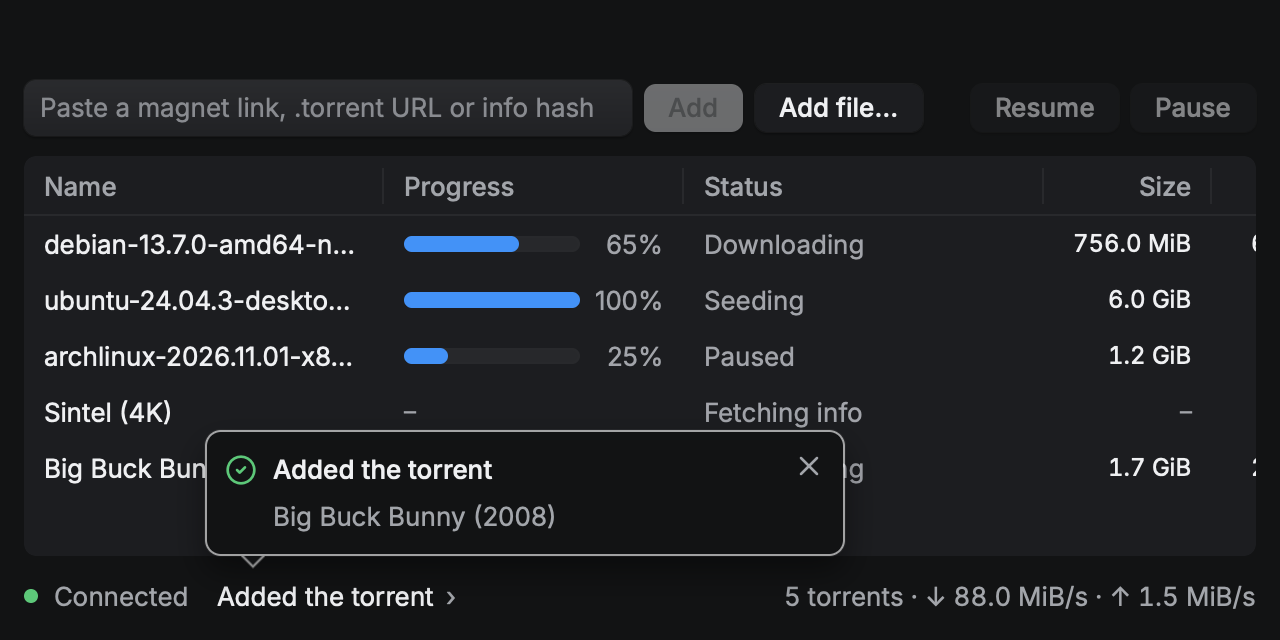 Paste a magnet link, .torrent URL or info hash Add Add file... Resume Pause
Name Progress Status Size
debian-13.7.0-amd64-n... 65% Downloading 756.0 MiB
ubuntu-24.04.3-deskto... 100% Seeding 6.0 GiB
archlinux-2026.11.01-x8... 25% Paused 1.2 GiB
Sintel (4K) – Fetching info –
Big Buck 1.7 GiB
Added the torrent
Big Buck Bunny (2008)
Connected Added the torrent ›
5 torrents · ↓ 88.0 MiB/s · ↑ 1.5 MiB/s